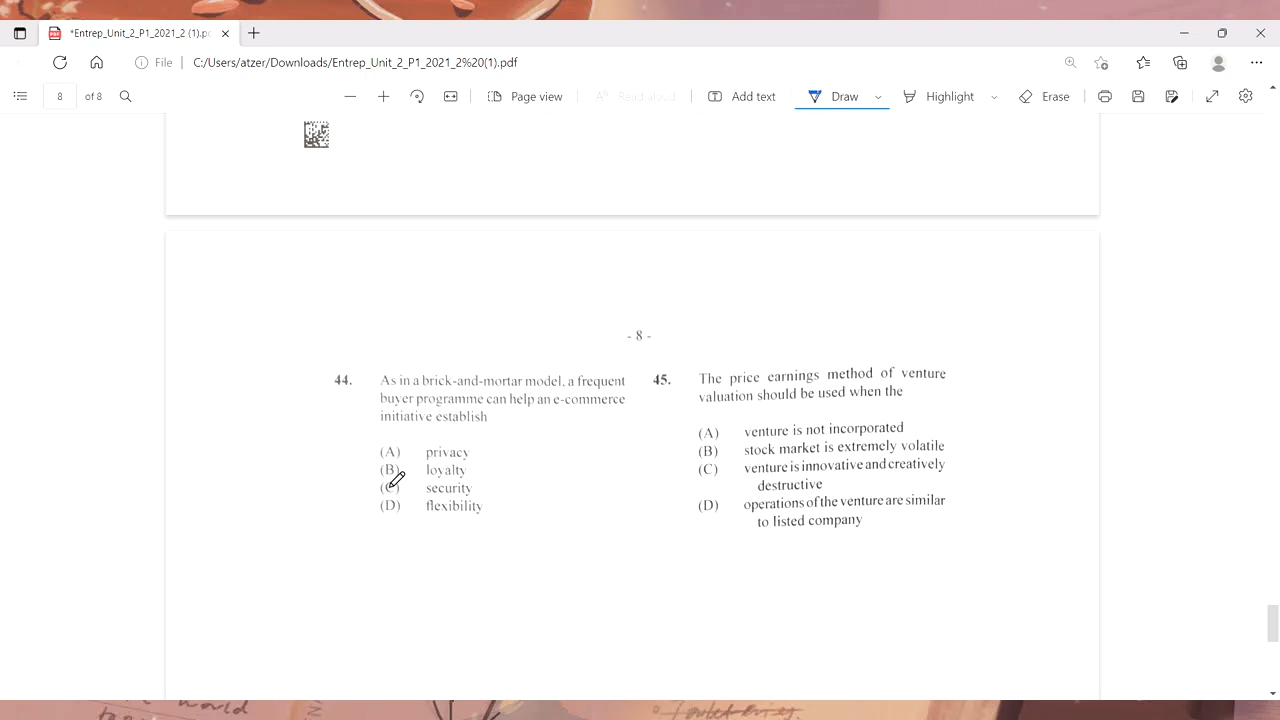 *Entrep_Unit_2_P1_2021_2 (1).p
File
C:/Users/atzer/Downloads/Entrep_Unit_2_P1_2021_2%20(1).pdf
8 of 8
Page view
Read aloud
Add text
Draw
Highlight
Erase
- 8 -
44. As in a brick-and-mortar model, a frequent
buyer programme can help an e-commerce
initiative establish
(A) privacy
(B) loyalty
(C) security
(D) flexibility
45. The price earnings method of venture
valuation should be used when the
(A) venture is not incorporated
(B) stock market is extremely volatile
(C) venture is innovative and creatively
destructive
(D) operations of the venture are similar
to listed company
world